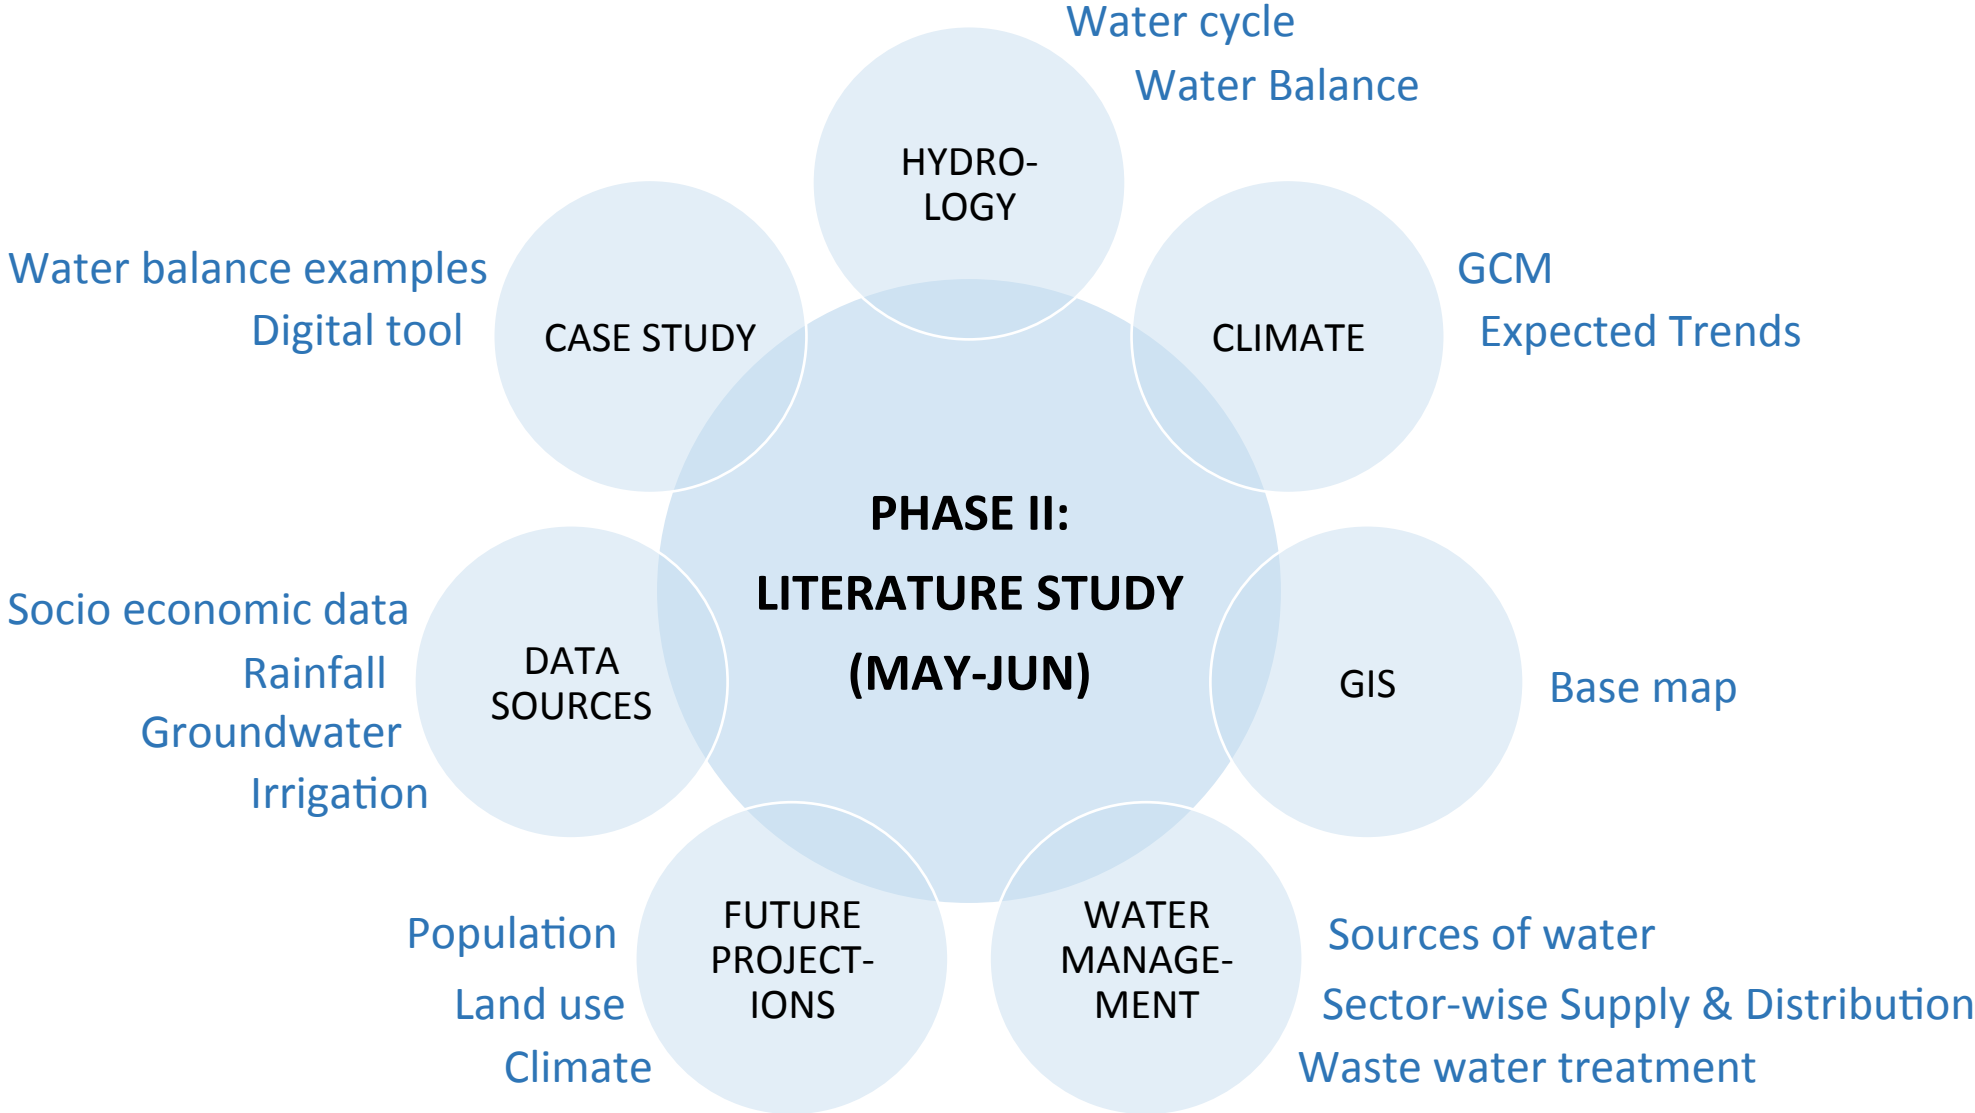 Water cycle
Water Balance
HYDRO-
LOGY
GCM
Expected Trends
CLIMATE
Base map
GIS
Sources of water
Sector-wise Supply & Distribution
Waste water treatment
WATER
MANAGE-
MENT
Population
Land use
Climate
FUTURE
PROJECT-
IONS
Socio economic data
Rainfall
Groundwater
Irrigation
DATA
SOURCES
Water balance examples
Digital tool
CASE STUDY
PHASE II:
LITERATURE STUDY
(MAY-JUN)